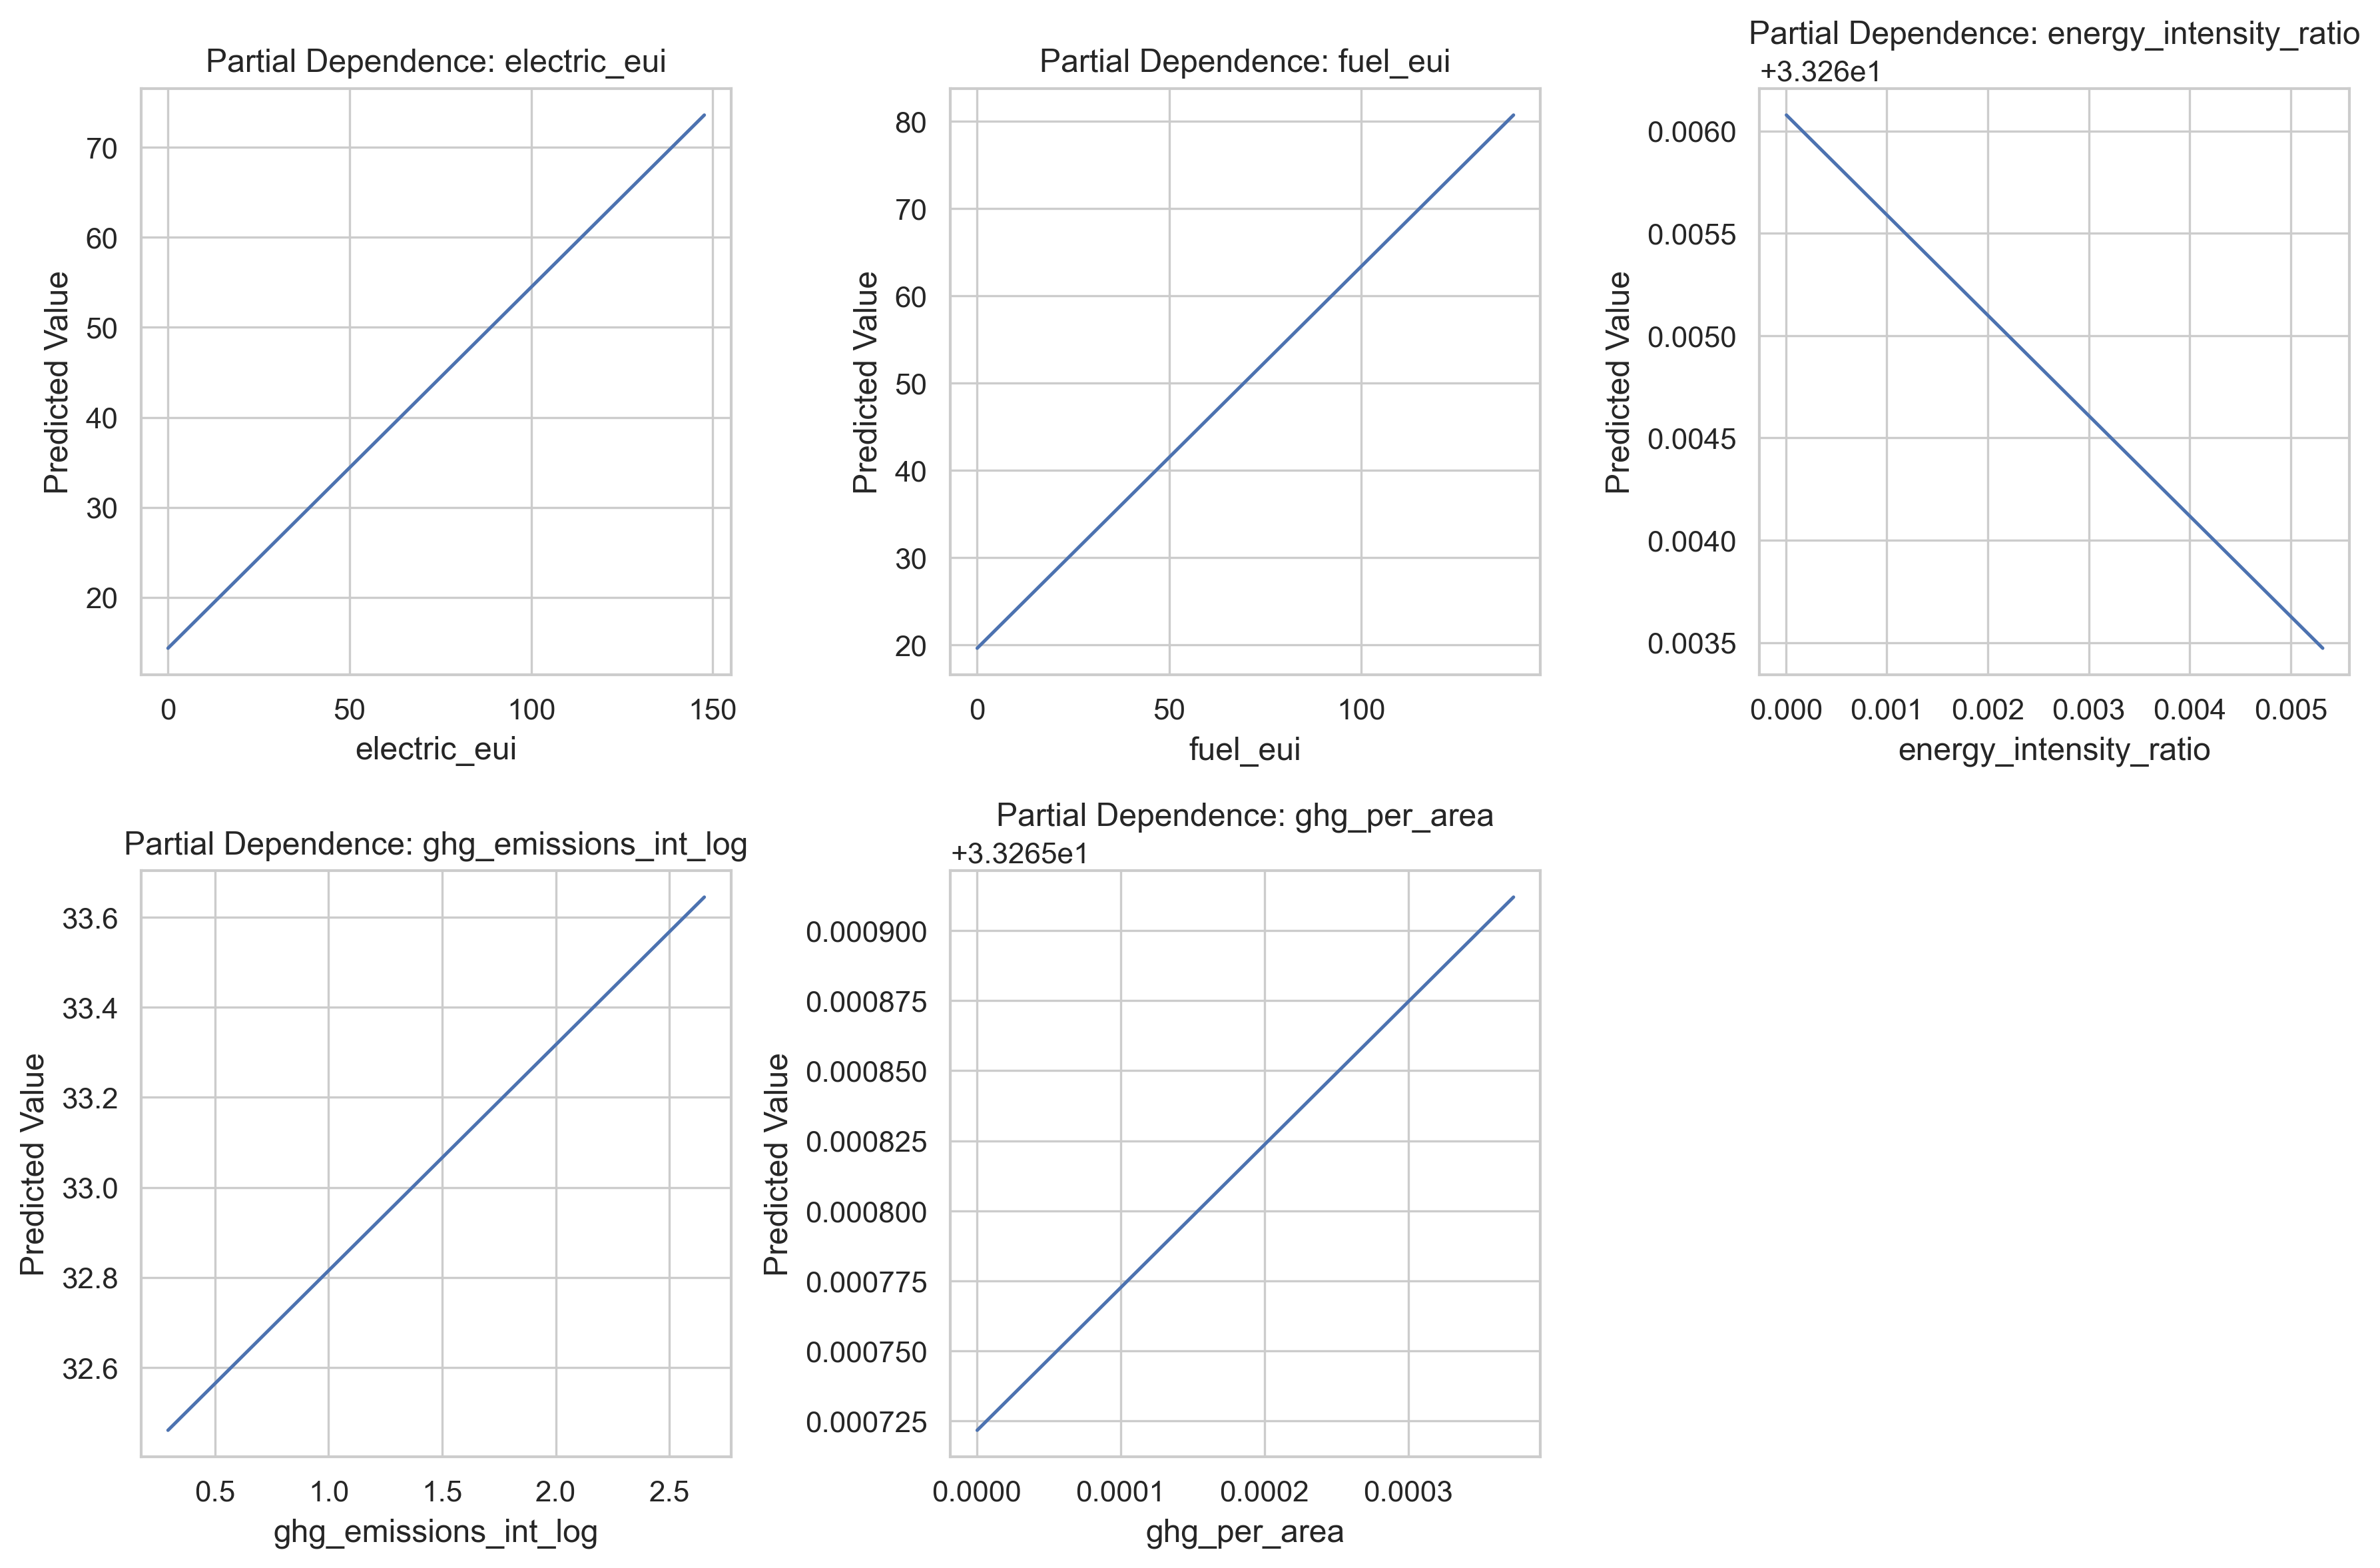 Partial Dependence: electric_eui
70
60
50
40
30
20
Predicted Value
0 50 100 150
electric_eui
Partial Dependence: fuel_eui
80
70
60
50
40
30
20
Predicted Value
0 50 100
fuel_eui
Partial Dependence: energy_intensity_ratio
+3.326e1
0.0060
0.0055
0.0050
0.0045
0.0040
0.0035
Predicted Value
0.000 0.001 0.002 0.003 0.004 0.005
energy_intensity_ratio
Partial Dependence: ghg_emissions_int_log
33.6
33.4
33.2
33.0
32.8
32.6
Predicted Value
0.5 1.0 1.5 2.0 2.5
ghg_emissions_int_log
Partial Dependence: ghg_per_area
+3.3265e1
0.000900
0.000875
0.000850
0.000825
0.000800
0.000775
0.000750
0.000725
Predicted Value
0.0000 0.0001 0.0002 0.0003
ghg_per_area